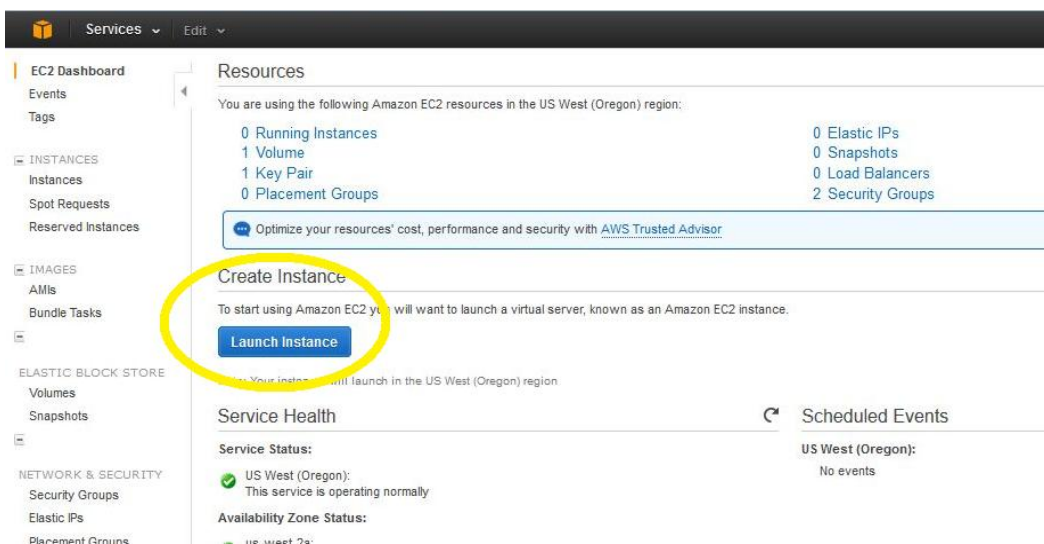 Services Edit
EC2 Dashboard
Events
Tags
INSTANCES
Instances
Spot Requests
Reserved Instances
IMAGES
AMIs
Bundle Tasks
ELASTIC BLOCK STORE
Volumes
Snapshots
NETWORK & SECURITY
Security Groups
Elastic IPs
Placement Groups
Resources
You are using the following Amazon EC2 resources in the US West (Oregon) region:
0 Running Instances
1 Volume
1 Key Pair
0 Placement Groups
0 Elastic IPs
0 Snapshots
0 Load Balancers
2 Security Groups
Optimize your resources' cost, performance and security with AWS Trusted Advisor
Create Instance
To start using Amazon EC2 you will want to launch a virtual server, known as an Amazon EC2 instance.
Launch Instance
Your launch in the US West (Oregon) region
Service Health
Service Status:
US West (Oregon):
This service is operating normally
Availability Zone Status:
us-west-2a:
Scheduled Events
US West (Oregon):
No events